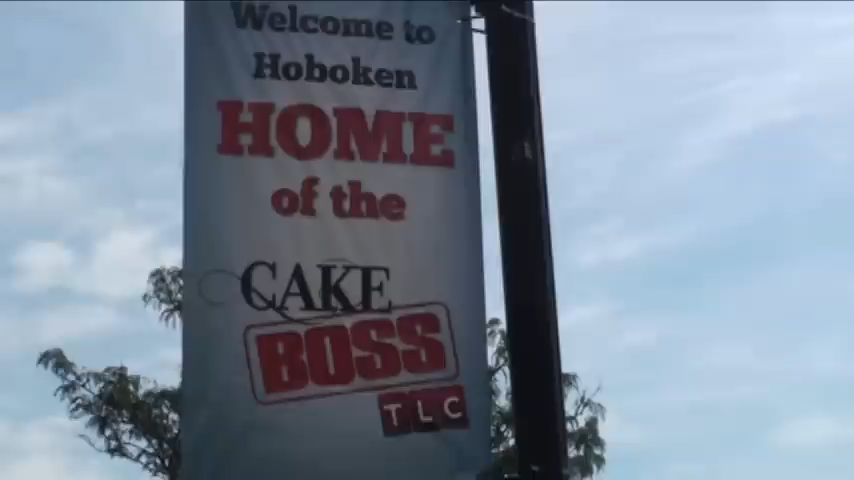 Welcome to
Hoboken
HOME
of the
CAKE
BOSS
TLC